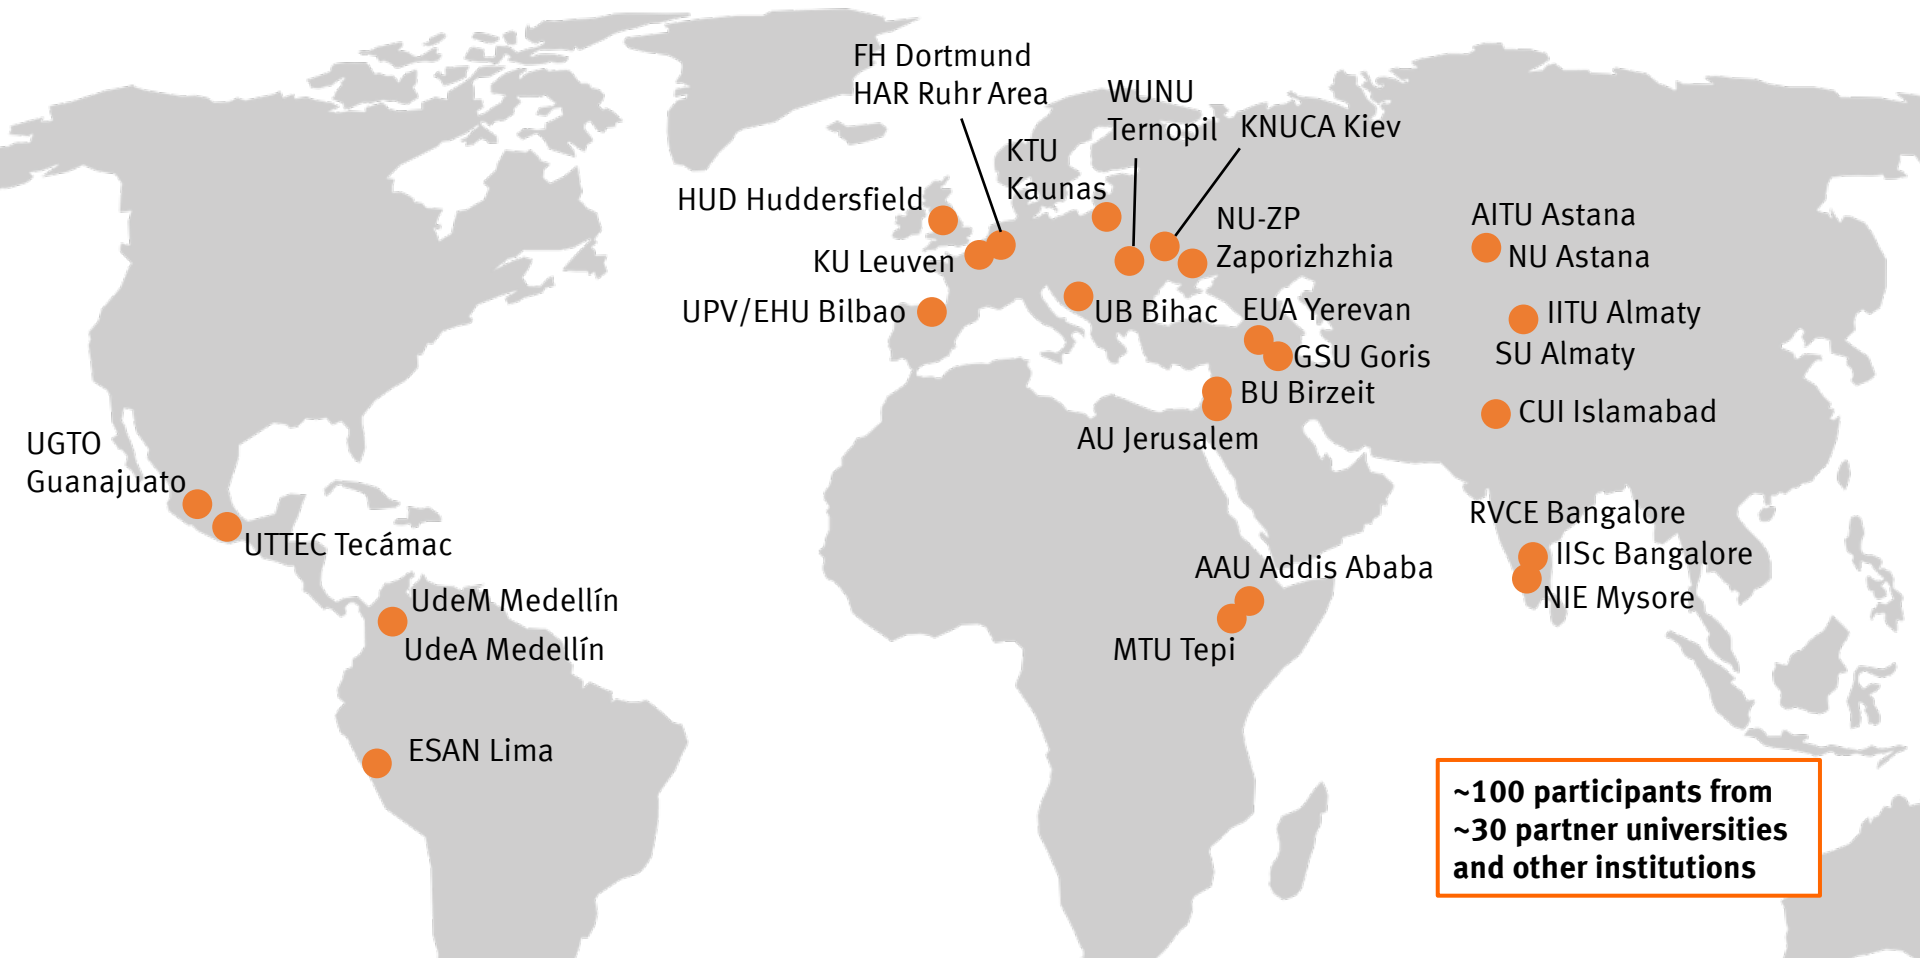 FH Dortmund
HAR Ruhr Area
WUNU
Ternopil
KNUCA Kiev
KTU
Kaunas
HUD Huddersfield
NU-ZP
Zaporizhzhia
AITU Astana
NU Astana
KU Leuven
UPV/EHU Bilbao
UB Bihac
EUA Yerevan
IITU Almaty
SU Almaty
GSU Goris
BU Birzeit
CUI Islamabad
AU Jerusalem
UGTO
Guanajuato
UTTEC Tecámac
RVCE Bangalore
IISc Bangalore
NIE Mysore
AAU Addis Ababa
MTU Tepi
UdeM Medellín
UdeA Medellín
ESAN Lima
~100 participants from
~30 partner universities
and other institutions